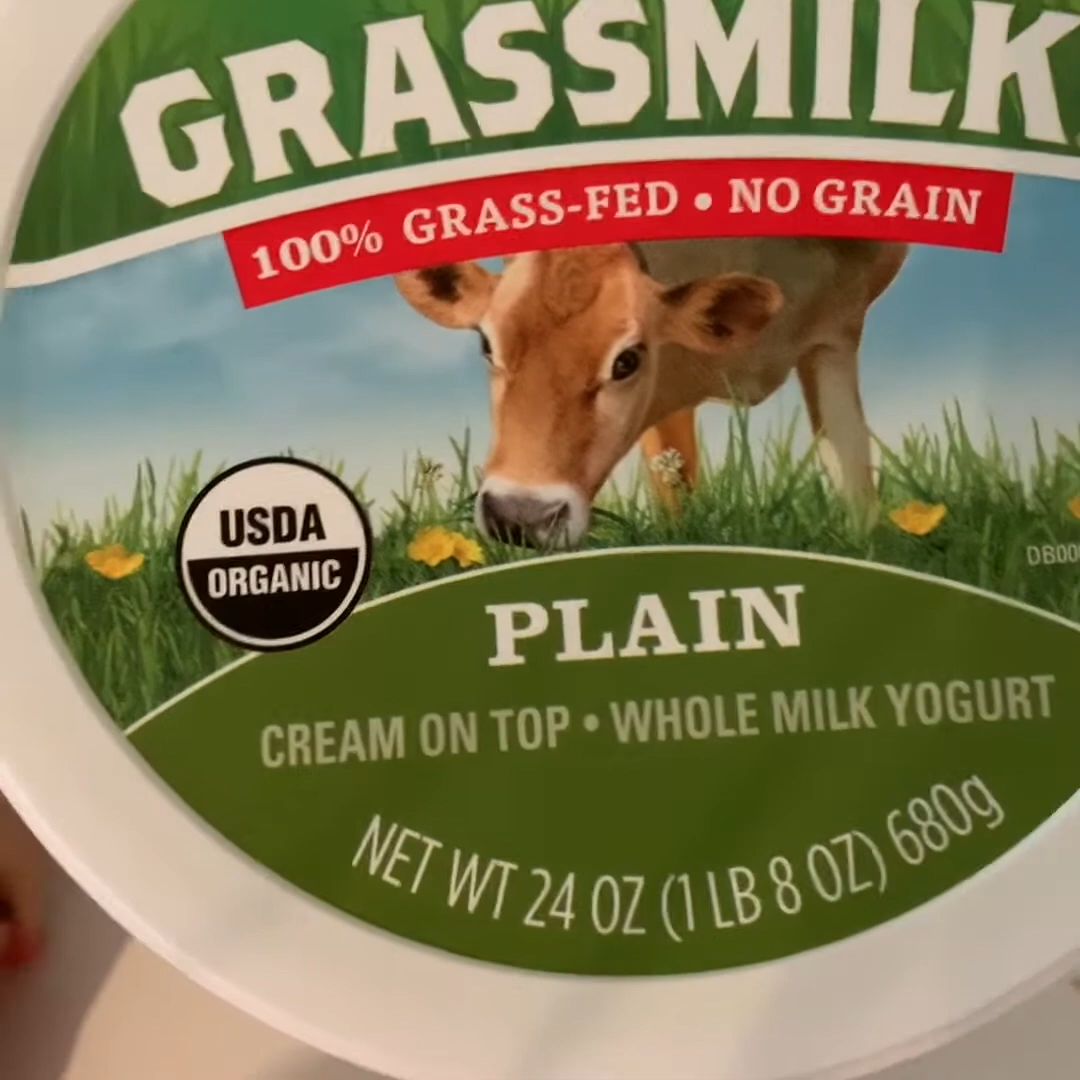 GRASSMILK
100% GRASS-FED • NO GRAIN
USDA
ORGANIC
PLAIN
CREAM ON TOP • WHOLE MILK YOGURT
NET WT 24 OZ (1 LB 8 OZ) 680g